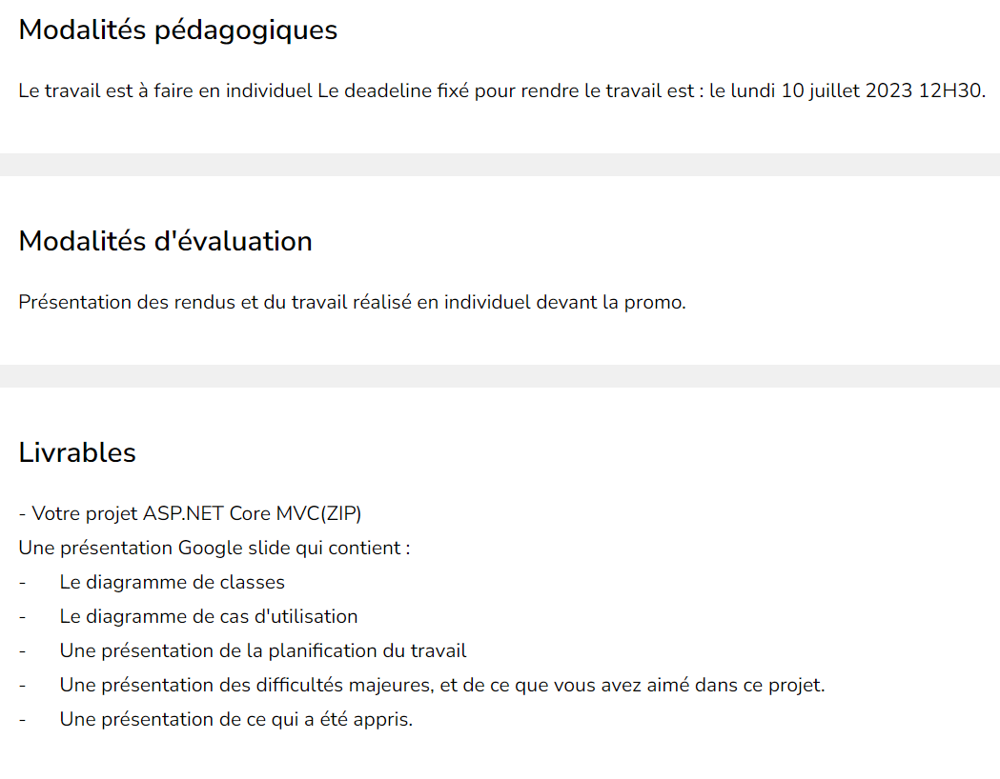 Modalités pédagogiques
Le travail est à faire en individuel Le deadeline fixé pour rendre le travail est : le lundi 10 juillet 2023 12H30.
Modalités d'évaluation
Présentation des rendus et du travail réalisé en individuel devant la promo.
Livrables
- Votre projet ASP.NET Core MVC(ZIP)
Une présentation Google slide qui contient :
- Le diagramme de classes
- Le diagramme de cas d'utilisation
- Une présentation de la planification du travail
- Une présentation des difficultés majeures, et de ce que vous avez aimé dans ce projet.
- Une présentation de ce qui a été appris.